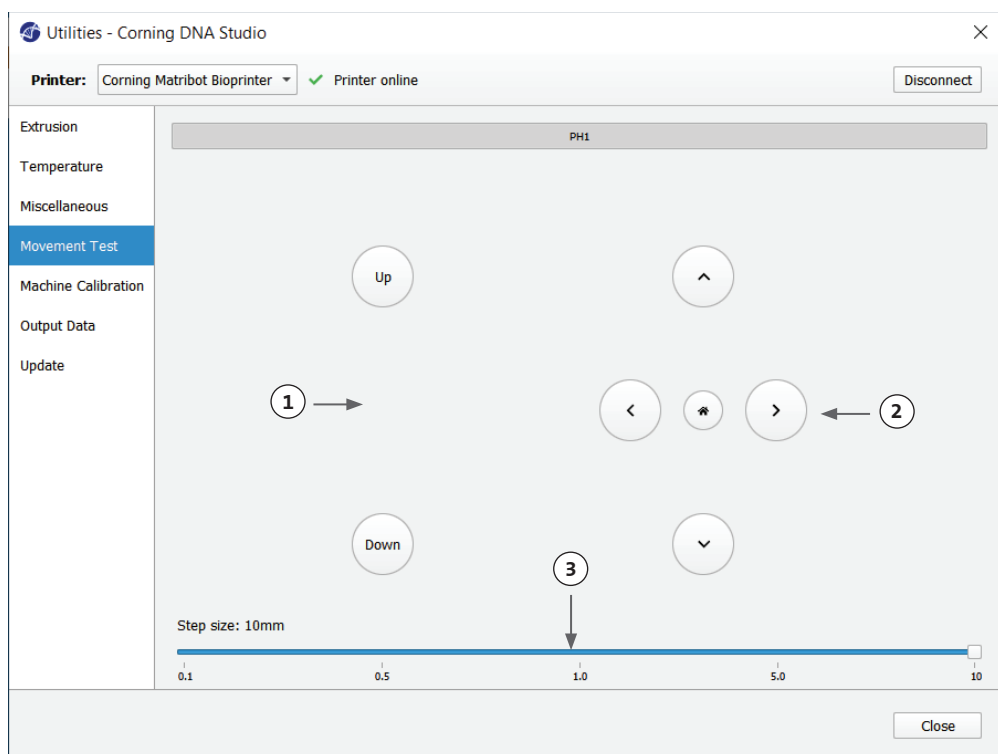 Utilities - Corning DNA Studio
Printer: Corning Matribot Bioprinter Printer online Disconnect
Extrusion
Temperature
Miscellaneous
Movement Test
Machine Calibration
Output Data
Update
PH1
Up
1
2
Down
3
Step size: 10mm
0.1 0.5 1.0 5.0 10
Close